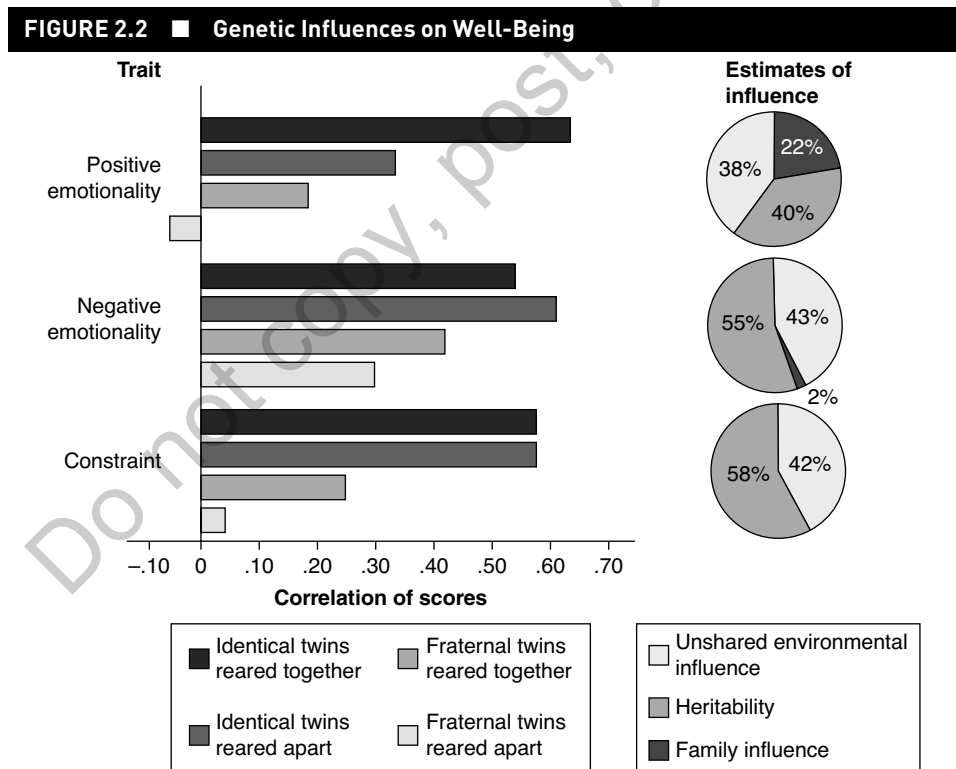 FIGURE 2.2 ■ Genetic Influences on Well-Being
Trait
Estimates of
influence
Positive
emotionality
22%
38%
40%
Negative
emotionality
55%
43%
2%
Constraint
58%
42%
–.10 0 .10 .20 .30 .40 .50 .60 .70
Correlation of scores
Identical twins
reared together
Fraternal twins
reared together
Identical twins
reared apart
Fraternal twins
reared apart
Unshared environmental
influence
Heritability
Family influence
Do not copy, post,